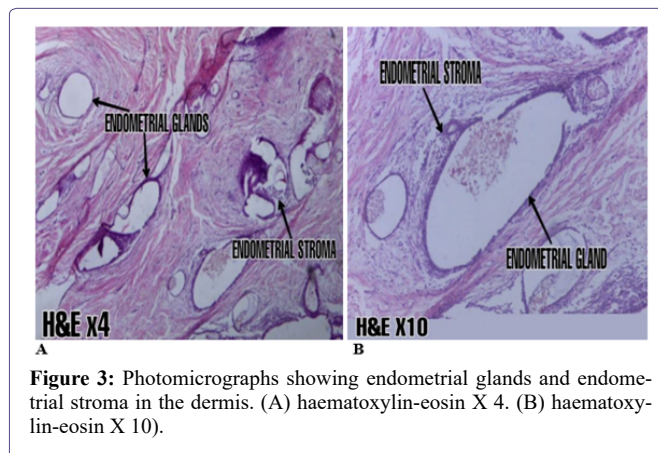 ENDOMETRIAL GLANDS
ENDOMETRIAL STROMA
H&E x4
A
ENDOMETRIAL STROMA
ENDOMETRIAL GLAND
H&E X10
B
Figure 3: Photomicrographs showing endometrial glands and endome-
trial stroma in the dermis. (A) haematoxylin-eosin X 4. (B) haematoxy-
lin-eosin X 10).